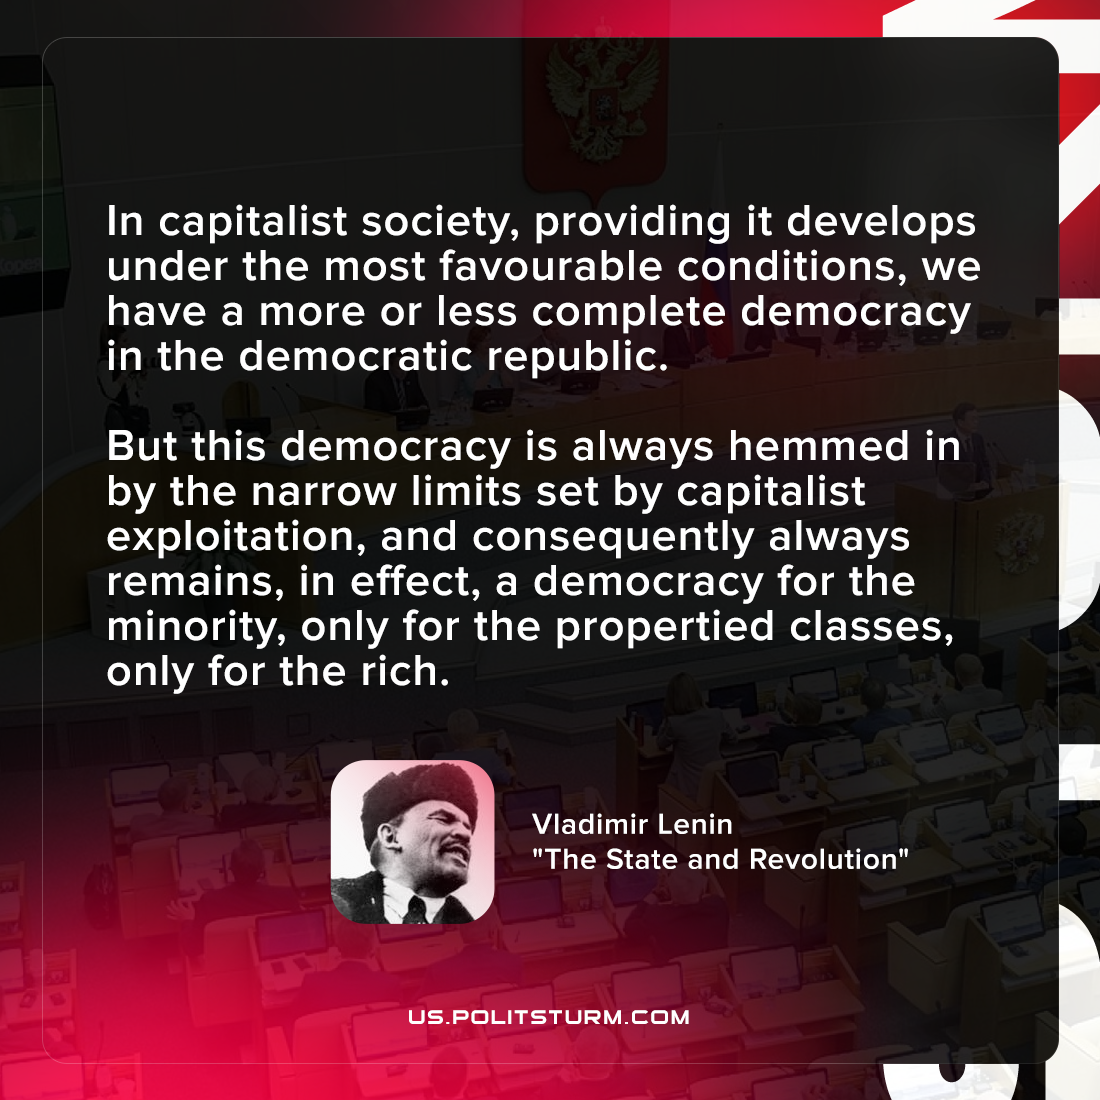 In capitalist society, providing it develops
under the most favourable conditions, we
have a more or less complete democracy
in the democratic republic.
But this democracy is always hemmed in
by the narrow limits set by capitalist
exploitation, and consequently always
remains, in effect, a democracy for the
minority, only for the propertied classes,
only for the rich.
Vladimir Lenin
"The State and Revolution"
US.POLITSTURM.COM